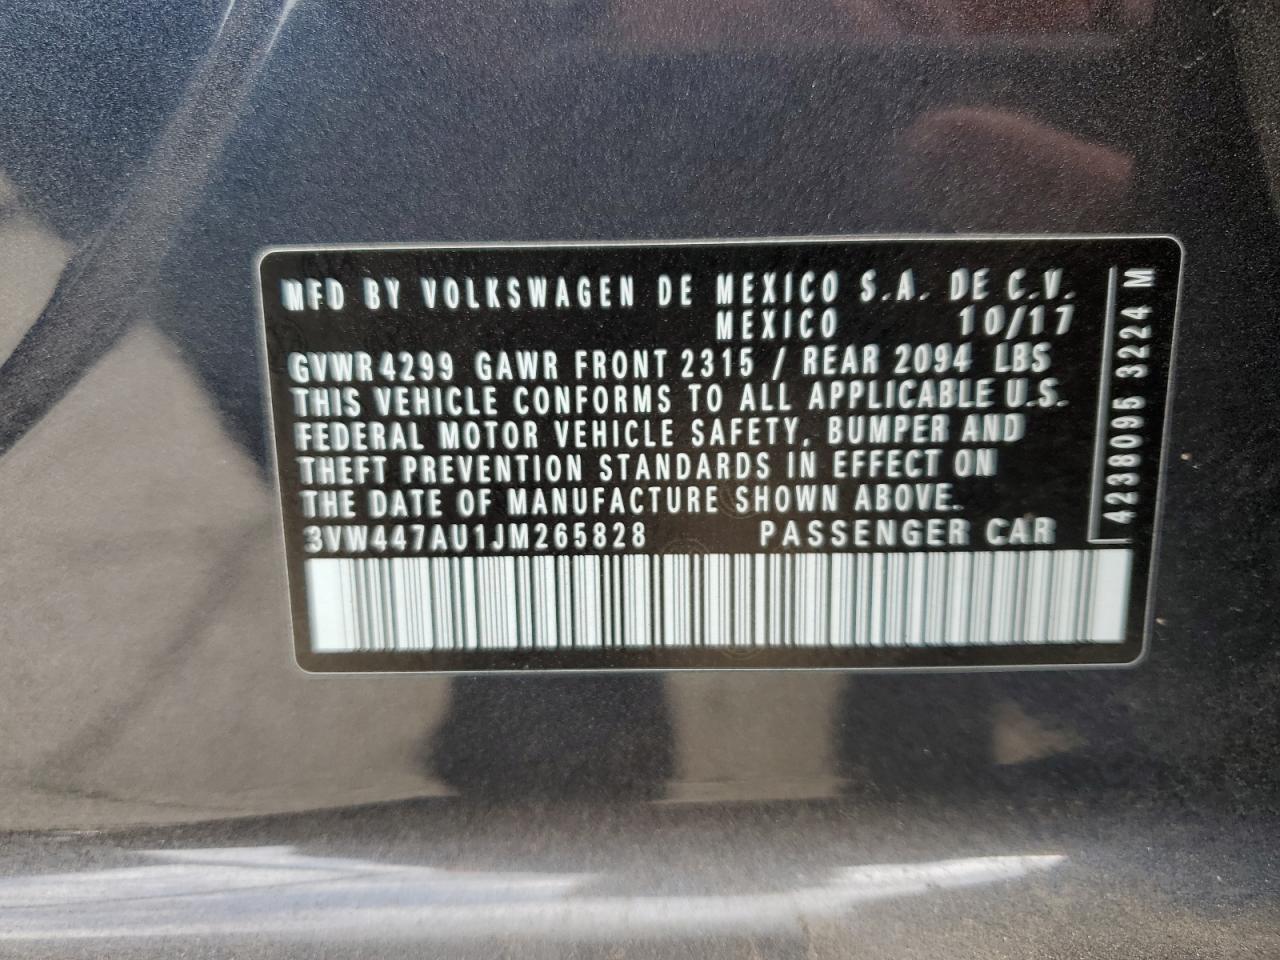 MFD BY VOLKSWAGEN DE MEXICO S.A. DE C.V.
MEXICO 10/17
GVWR 4299 GAWR FRONT 2315 / REAR 2094 LBS
THIS VEHICLE CONFORMS TO ALL APPLICABLE U.S.
FEDERAL MOTOR VEHICLE SAFETY, BUMPER AND
THEFT PREVENTION STANDARDS IN EFFECT ON
THE DATE OF MANUFACTURE SHOWN ABOVE.
3VW447AU1JM265828 PASSENGER CAR
4238095 3224 M